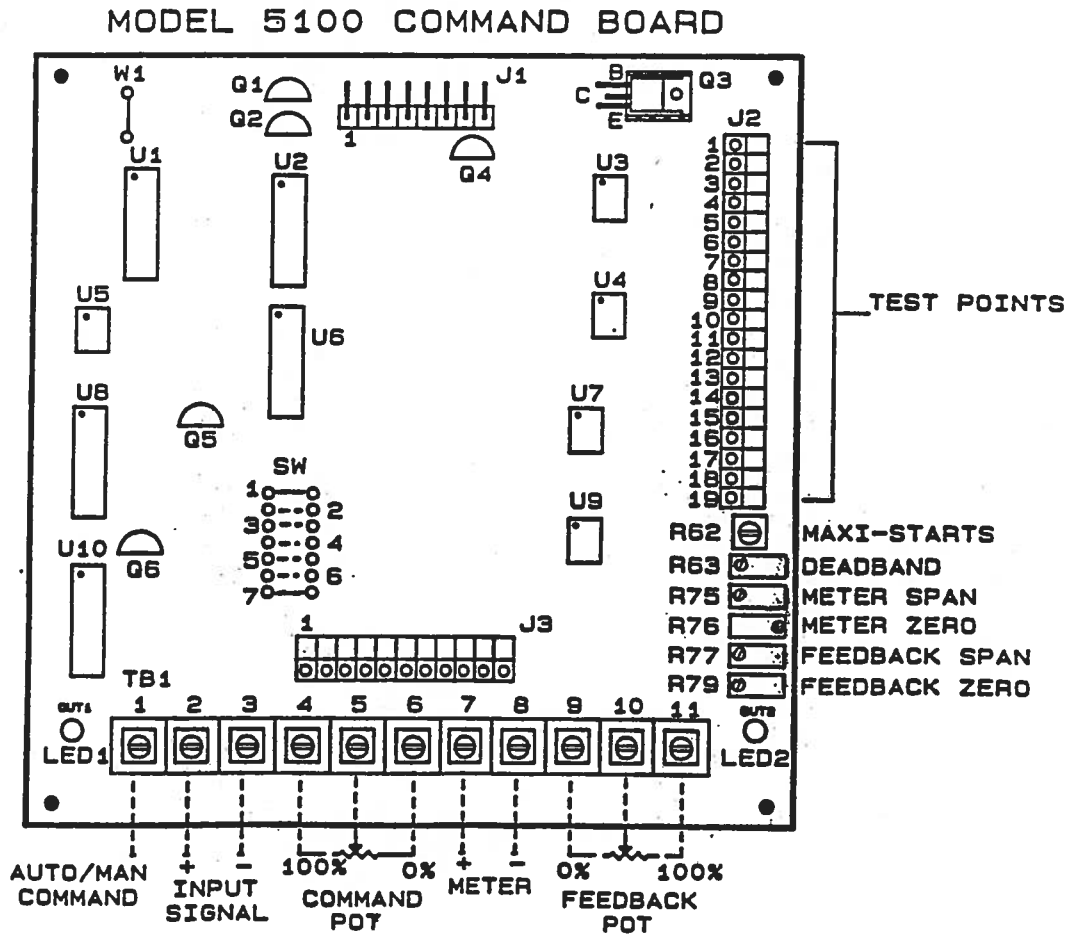 MODEL 5100 COMMAND BOARD
W1
Q1
J1
B
Q3
C
Q2
E
J2
1
U1
U2
Q4
U3
1
2
3
4
5
6
7
8
9
10
11
12
13
14
15
16
17
18
19
TEST POINTS
U5
U4
U6
U8
U7
Q5
SW
1
2
3
4
5
6
7
U9
U10
Q6
R62 MAXI-STARTS
R63 DEADBAND
R75 METER SPAN
R76 METER ZERO
R77 FEEDBACK SPAN
R79 FEEDBACK ZERO
1
J3
TB1
1 2 3 4 5 6 7 8 9 10 11
OUT1
LED1
OUT2
LED2
AUTO/MAN
COMMAND
+ −
INPUT
SIGNAL
100% 0%
COMMAND
POT
+ −
METER
0% 100%
FEEDBACK
POT